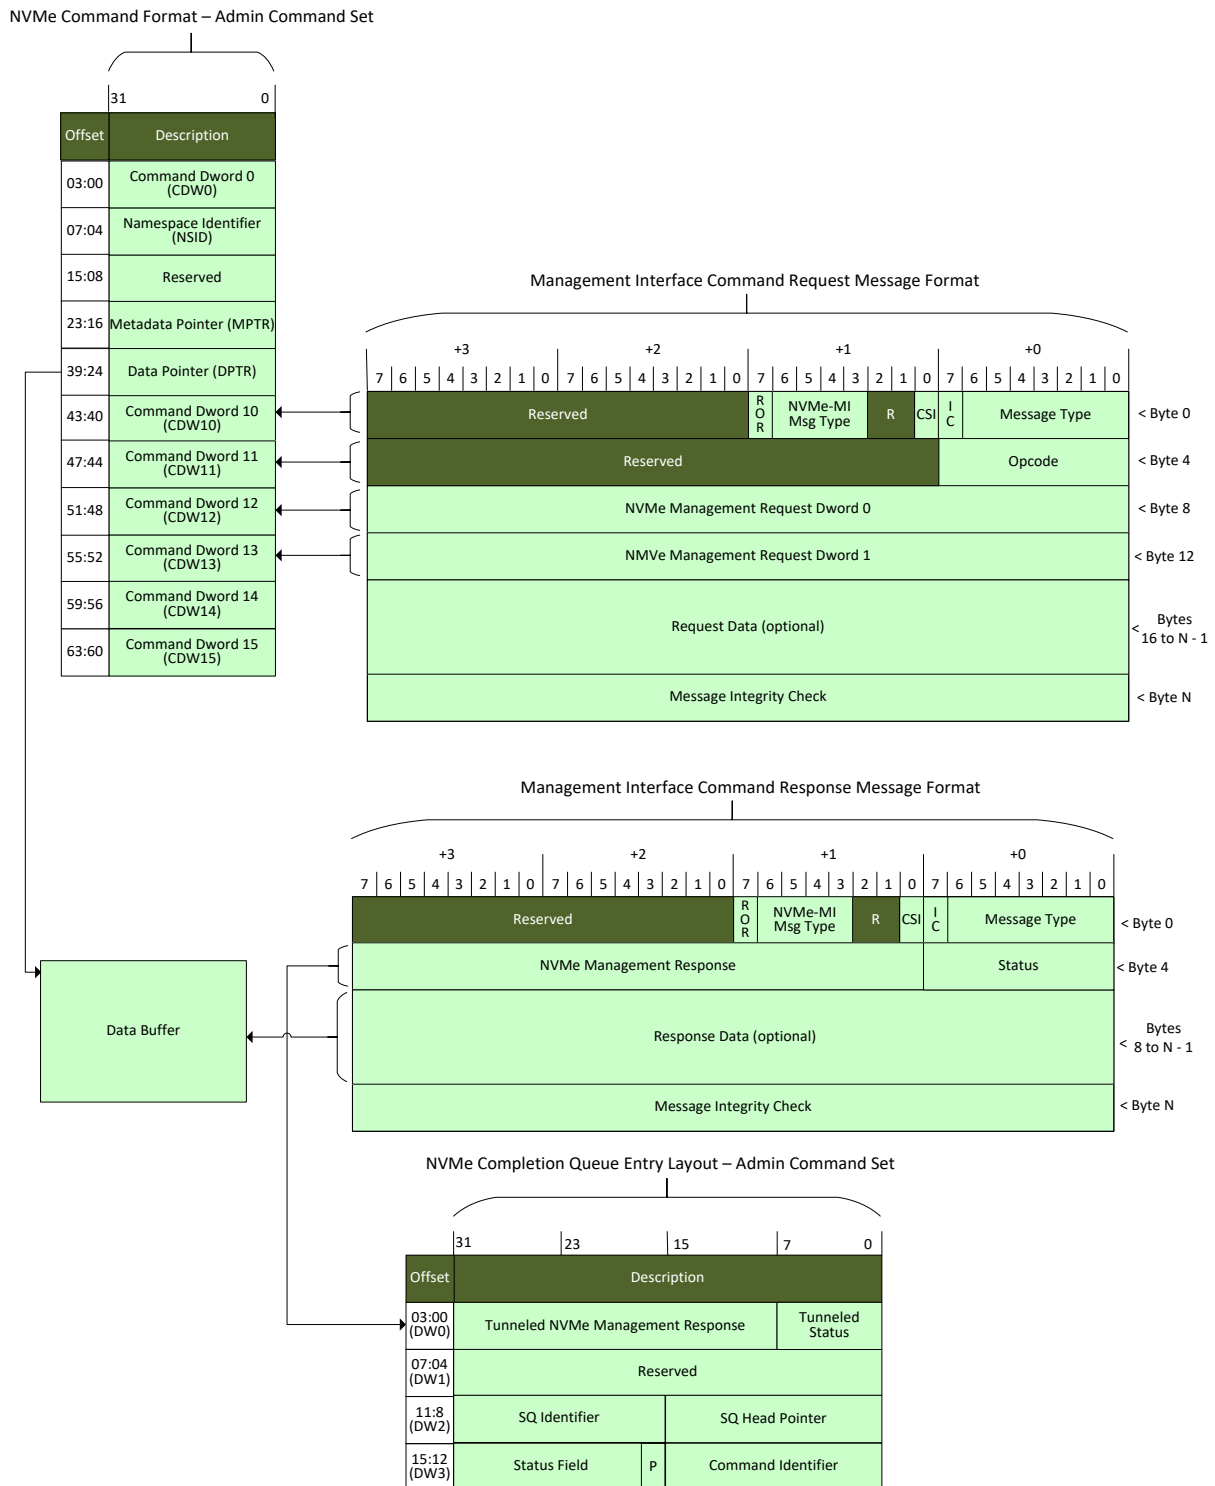 NVMe Command Format – Admin Command Set
31 0
Offset Description
03:00 Command Dword 0
(CDW0)
07:04 Namespace Identifier
(NSID)
15:08 Reserved
23:16 Metadata Pointer (MPTR)
39:24 Data Pointer (DPTR)
43:40 Command Dword 10
(CDW10)
47:44 Command Dword 11
(CDW11)
51:48 Command Dword 12
(CDW12)
55:52 Command Dword 13
(CDW13)
59:56 Command Dword 14
(CDW14)
63:60 Command Dword 15
(CDW15)
Management Interface Command Request Message Format
+3 +2 +1 +0
7 6 5 4 3 2 1 0 7 6 5 4 3 2 1 0 7 6 5 4 3 2 1 0 7 6 5 4 3 2 1 0
Reserved ROR NVMe-MI
Msg Type R CSI IC Message Type < Byte 0
Reserved Opcode < Byte 4
NVMe Management Request Dword 0 < Byte 8
NMVe Management Request Dword 1 < Byte 12
Request Data (optional) < Bytes
16 to N - 1
Message Integrity Check < Byte N
Management Interface Command Response Message Format
+3 +2 +1 +0
7 6 5 4 3 2 1 0 7 6 5 4 3 2 1 0 7 6 5 4 3 2 1 0 7 6 5 4 3 2 1 0
Reserved ROR NVMe-MI
Msg Type R CSI IC Message Type < Byte 0
NVMe Management Response Status < Byte 4
Response Data (optional) < Bytes
8 to N - 1
Message Integrity Check < Byte N
Data Buffer
NVMe Completion Queue Entry Layout – Admin Command Set
31 23 15 7 0
Offset Description
03:00
(DW0) Tunneled NVMe Management Response Tunneled
Status
07:04
(DW1) Reserved
11:8
(DW2) SQ Identifier SQ Head Pointer
15:12
(DW3) Status Field P Command Identifier